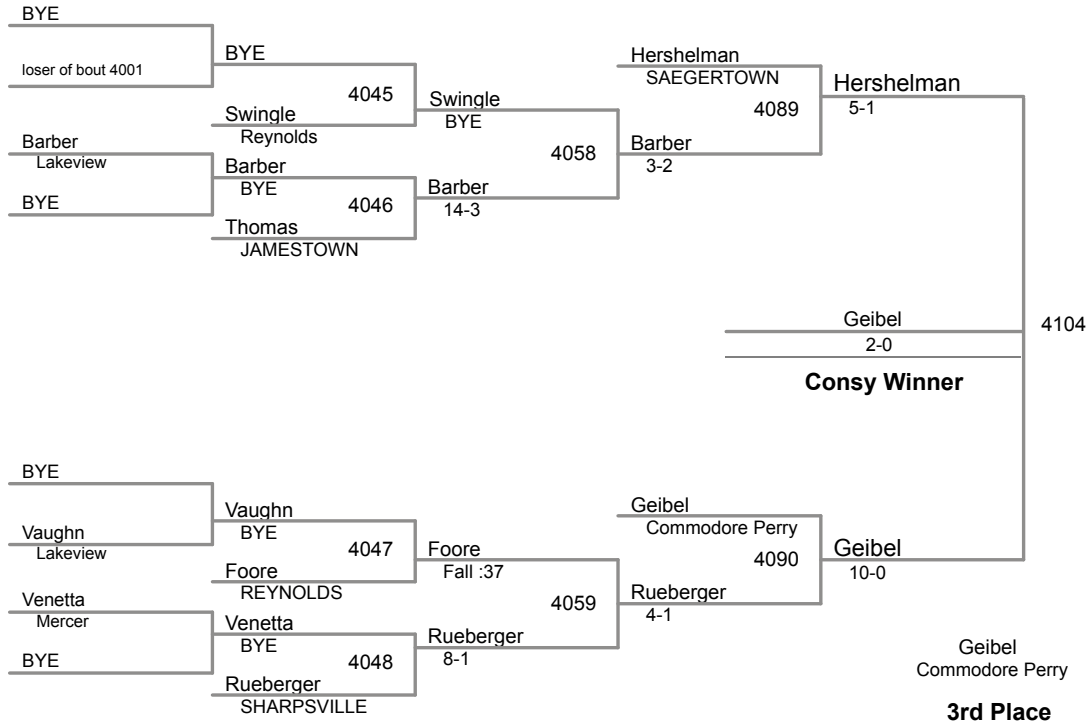 BYE
loser of bout 4001
BYE
4045
Swingle
Reynolds
Barber
Lakeview
BYE
Barber
BYE
4046
Thomas
JAMESTOWN
Swingle
BYE
4058
Barber
14-3
Hershelman
SAEGERTOWN
4089
Barber
3-2
Hershelman
5-1
Geibel
4104
2-0
Consy Winner
BYE
Vaughn
Lakeview
Vaughn
BYE
4047
Foore
REYNOLDS
Venetta
Mercer
BYE
Venetta
BYE
4048
Rueberger
SHARPSVILLE
Foore
Fall :37
4059
Rueberger
8-1
Geibel
Commodore Perry
4090
Rueberger
4-1
Geibel
10-0
Geibel
Commodore Perry
3rd Place